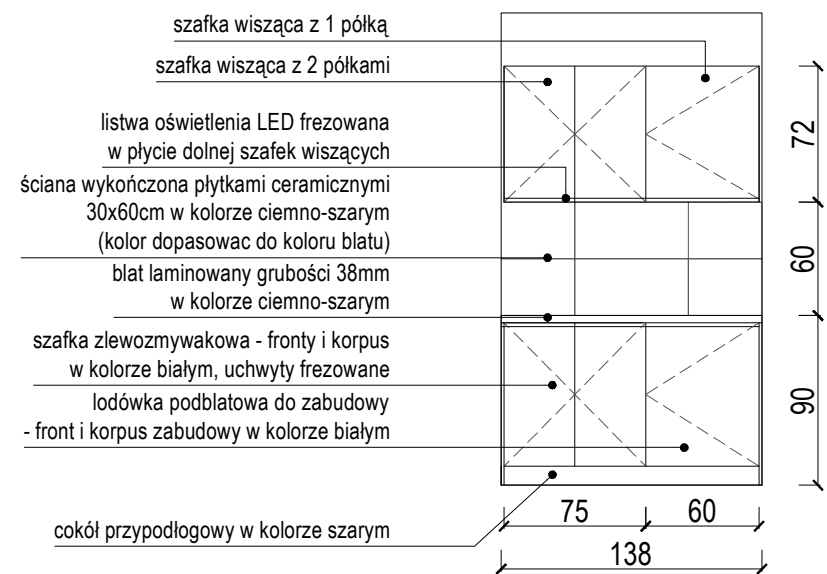 szafka wisząca z 1 półką
szafka wisząca z 2 półkami
listwa oświetlenia LED frezowana
w płycie dolnej szafek wiszących
ściana wykończona płytkami ceramicznymi
30x60cm w kolorze ciemno-szarym
(kolor dopasowac do koloru blatu)
blat laminowany grubości 38mm
w kolorze ciemno-szarym
szafka zlewozmywakowa - fronty i korpus
w kolorze białym, uchwyty frezowane
lodówka podblatowa do zabudowy
- front i korpus zabudowy w kolorze białym
cokół przypodłogowy w kolorze szarym
72
60
90
75
60
138